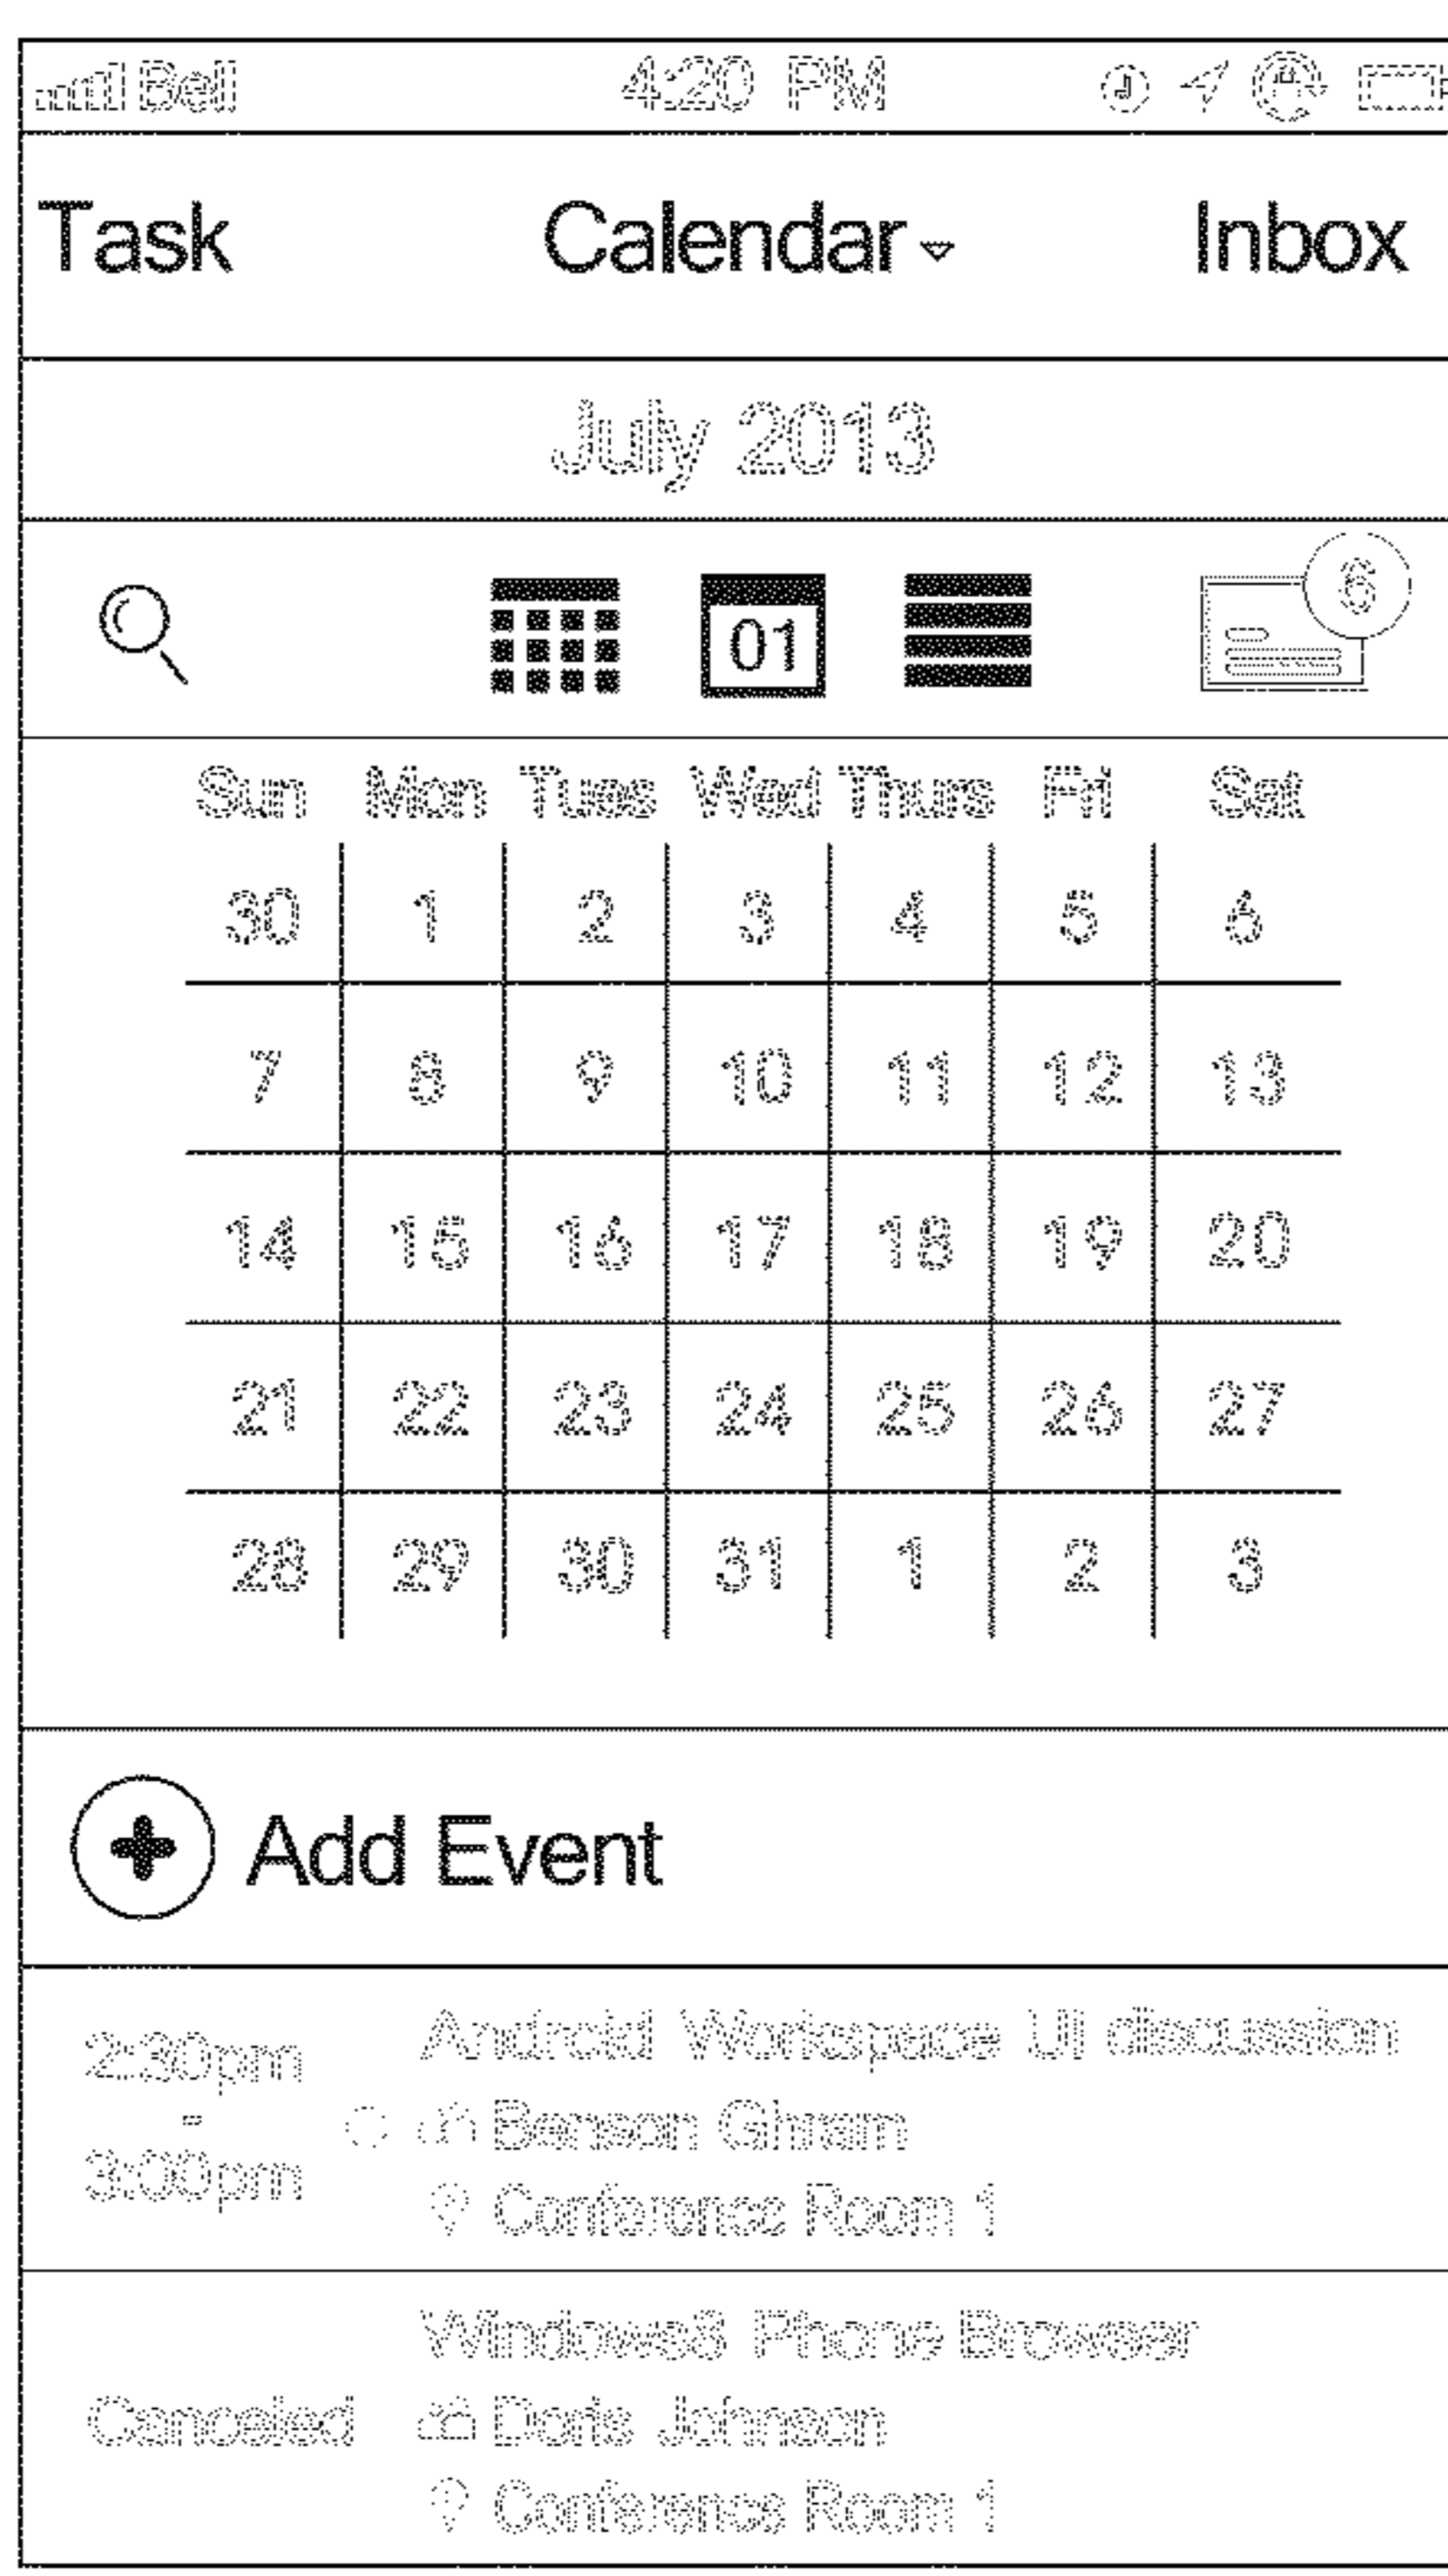 Bell 4:20 PM
Task Calendar Inbox
July 2013
01 6
Sun Mon Tues Wed Thurs Fri Sat
30 1 2 3 4 5 6
7 8 9 10 11 12 13
14 15 16 17 18 19 20
21 22 23 24 25 26 27
28 29 30 31 1 2 3
Add Event
Android Workspace UI discussion
2:30pm
-
3:00pm
Benson Ghram
Conference Room 1
Windows8 Phone Browser
Canceled Doris Johnson
Conference Room 1